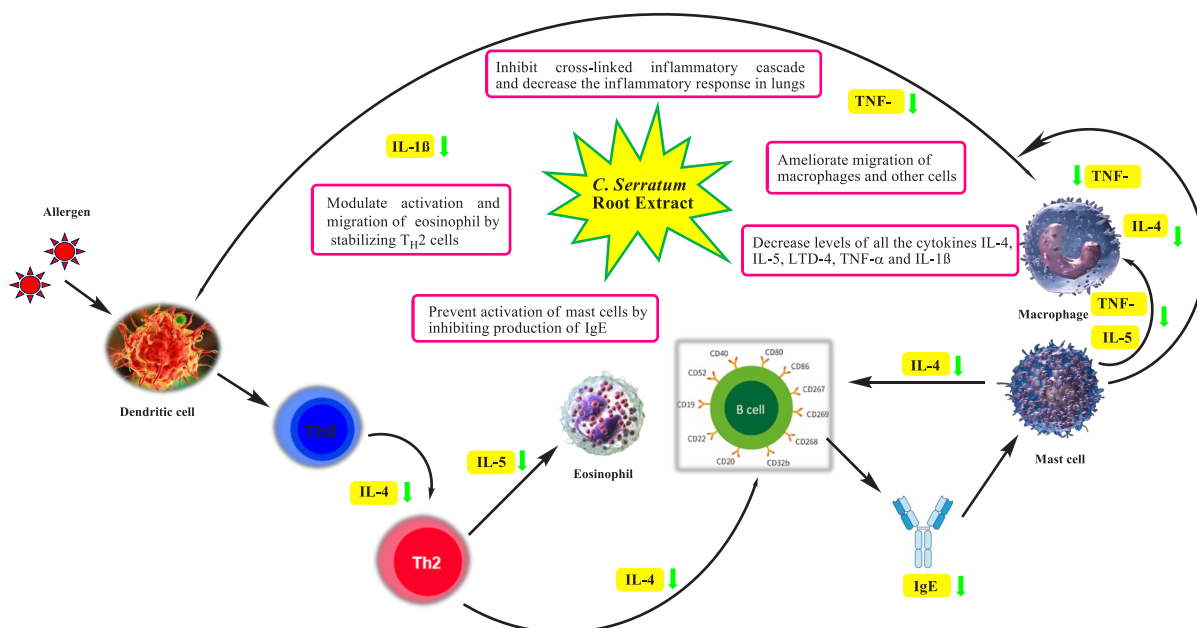 Inhibit cross-linked inflammatory cascade
and decrease the inflammatory response in lungs
TNF-
IL-1ß
C. Serratum
Root Extract
Ameliorate migration of
macrophages and other cells
TNF-
Modulate activation and
migration of eosinophil by
stabilizing TH2 cells
Allergen
IL-4
Decrease levels of all the cytokines IL-4,
IL-5, LTD-4, TNF-α and IL-1ß
Prevent activation of mast cells by
inhibiting production of IgE
Macrophage
TNF-
IL-5
Dendritic cell
CD40
CD80
CD52
CD86
CD267
CD19
B cell
CD269
CD22
CD268
CD20
CD32b
IL-4
Th0
Mast cell
IL-5
Eosinophil
IL-4
Th2
IL-4
IgE